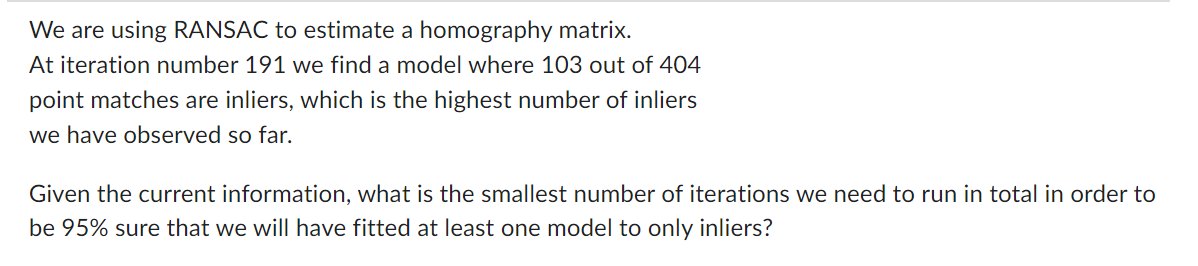 We are using RANSAC to estimate a homography matrix.
At iteration number 191 we find a model where 103 out of 404
point matches are inliers, which is the highest number of inliers
we have observed so far.
Given the current information, what is the smallest number of iterations we need to run in total in order to
be 95% sure that we will have fitted at least one model to only inliers?